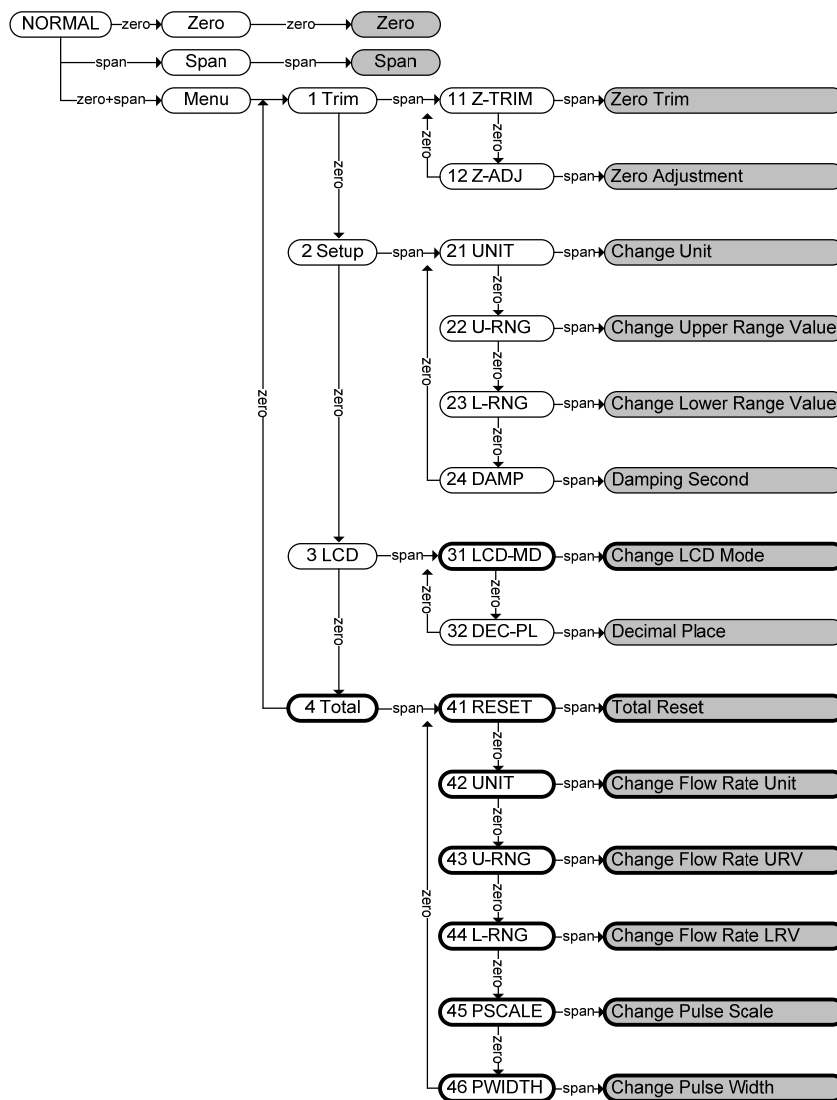 NORMAL zero Zero zero Zero
span Span span Span
zero+span Menu 1 Trim span 11 Z-TRIM span Zero Trim
zero zero zero
12 Z-ADJ span Zero Adjustment
2 Setup span 21 UNIT span Change Unit
zero
22 U-RNG span Change Upper Range Value
zero zero zero zero
23 L-RNG span Change Lower Range Value
zero
24 DAMP span Damping Second
3 LCD span 31 LCD-MD span Change LCD Mode
zero zero zero
32 DEC-PL span Decimal Place
4 Total span 41 RESET span Total Reset
zero
42 UNIT span Change Flow Rate Unit
zero
43 U-RNG span Change Flow Rate URV
zero zero
44 L-RNG span Change Flow Rate LRV
zero
45 PSCALE span Change Pulse Scale
zero
46 PWIDTH span Change Pulse Width